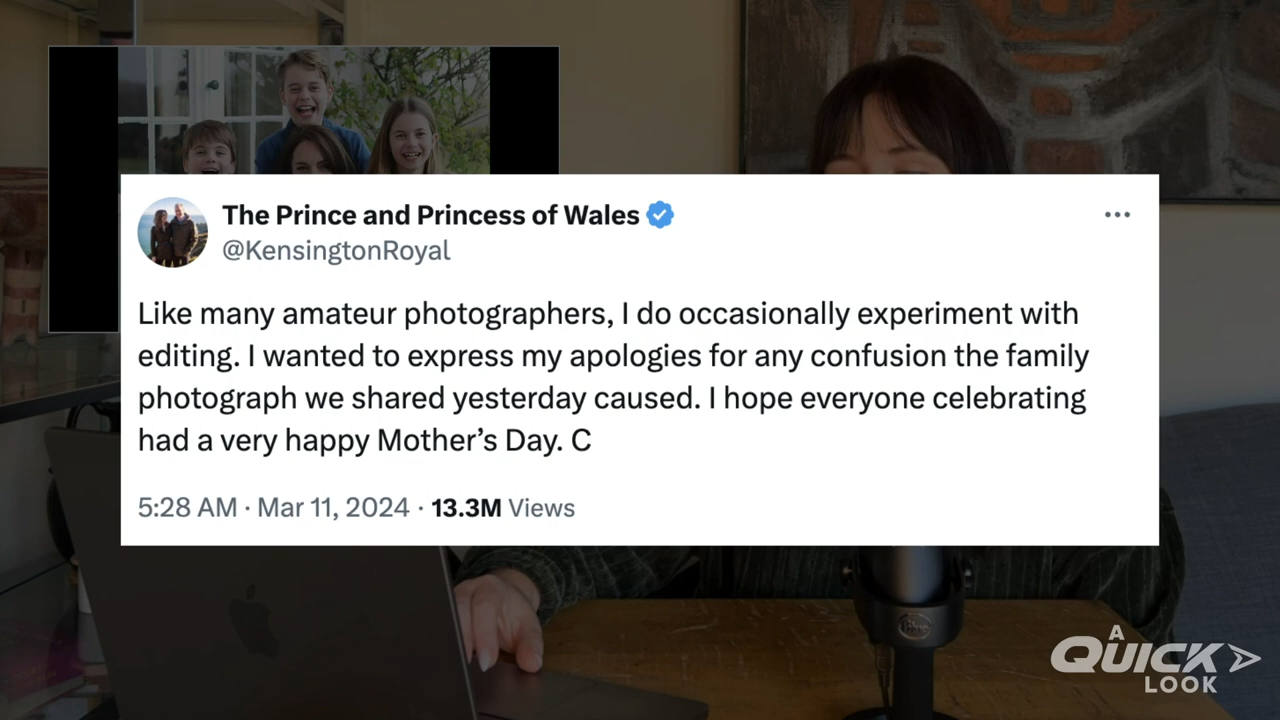 The Prince and Princess of Wales
@KensingtonRoyal
Like many amateur photographers, I do occasionally experiment with
editing. I wanted to express my apologies for any confusion the family
photograph we shared yesterday caused. I hope everyone celebrating
had a very happy Mother’s Day. C
5:28 AM · Mar 11, 2024 · 13.3M Views
A
QUICK
LOOK